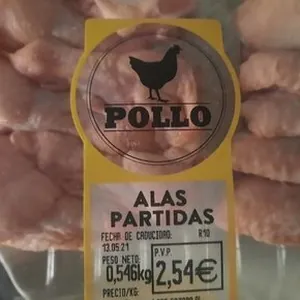 POLLO
ALAS
PARTIDAS
FECHA DE CADUCIDAD: R10
13.05.21
PESO NETO: P.V.P
0,546kg 2,54€
PRECIO/KG: